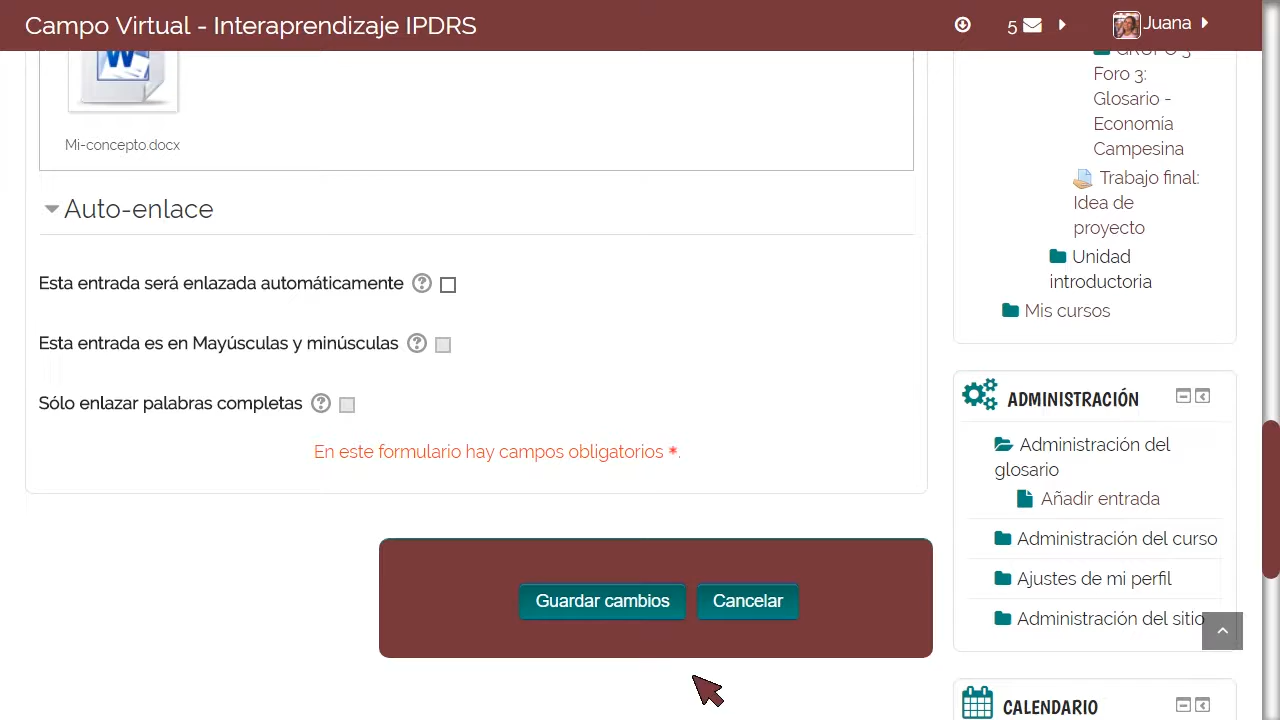 Campo Virtual - Interaprendizaje IPDRS
5
Juana
W
Mi-concepto.docx
Auto-enlace
Esta entrada será enlazada automáticamente
Esta entrada es en Mayúsculas y minúsculas
Sólo enlazar palabras completas
En este formulario hay campos obligatorios *.
Guardar cambios
Cancelar
GRUPO 3
Foro 3:
Glosario -
Economía
Campesina
Trabajo final:
Idea de
proyecto
Unidad
introductoria
Mis cursos
ADMINISTRACIÓN
Administración del
glosario
Añadir entrada
Administración del curso
Ajustes de mi perfil
Administración del sitio
CALENDARIO